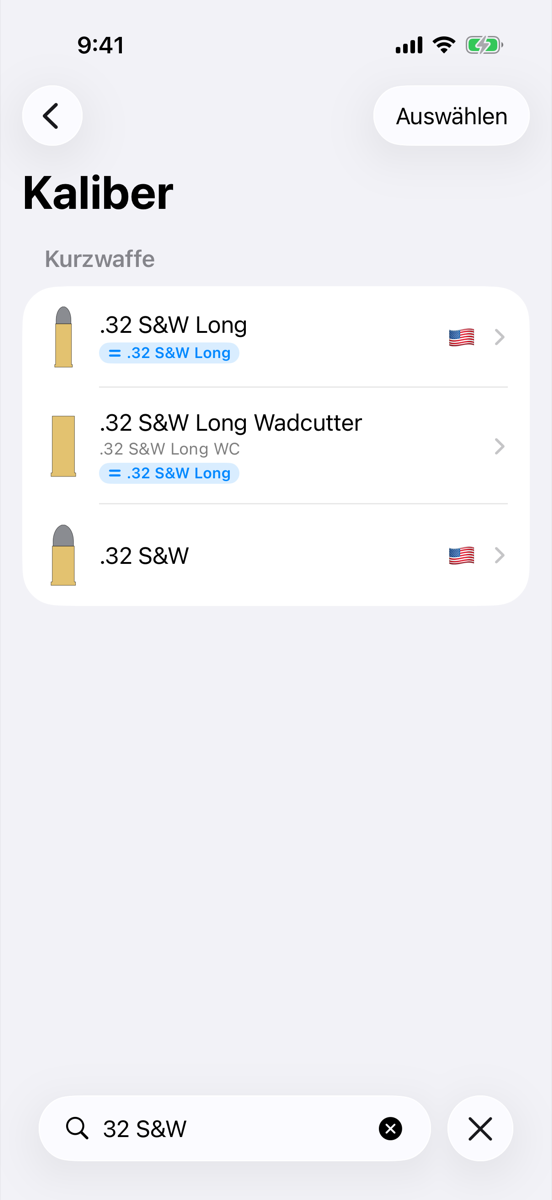 9:41
Auswählen
Kaliber
Kurzwaffe
.32 S&W Long
= .32 S&W Long
.32 S&W Long Wadcutter
.32 S&W Long WC
= .32 S&W Long
.32 S&W
32 S&W